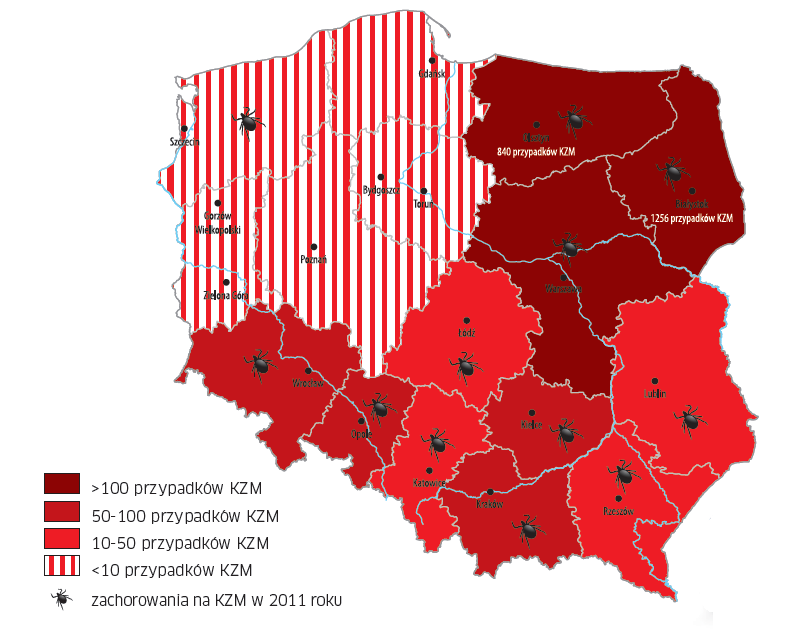 Gdańsk
Szczecin
Olsztyn
840 przypadków KZM
Białystok
1256 przypadków KZM
Bydgoszcz
Toruń
Gorzów
Wielkopolski
Poznań
Warszawa
Zielona Góra
Łódź
Wrocław
Lublin
Opole
Kielce
Katowice
Kraków
Rzeszów
>100 przypadków KZM
50-100 przypadków KZM
10-50 przypadków KZM
<10 przypadków KZM
zachorowania na KZM w 2011 roku